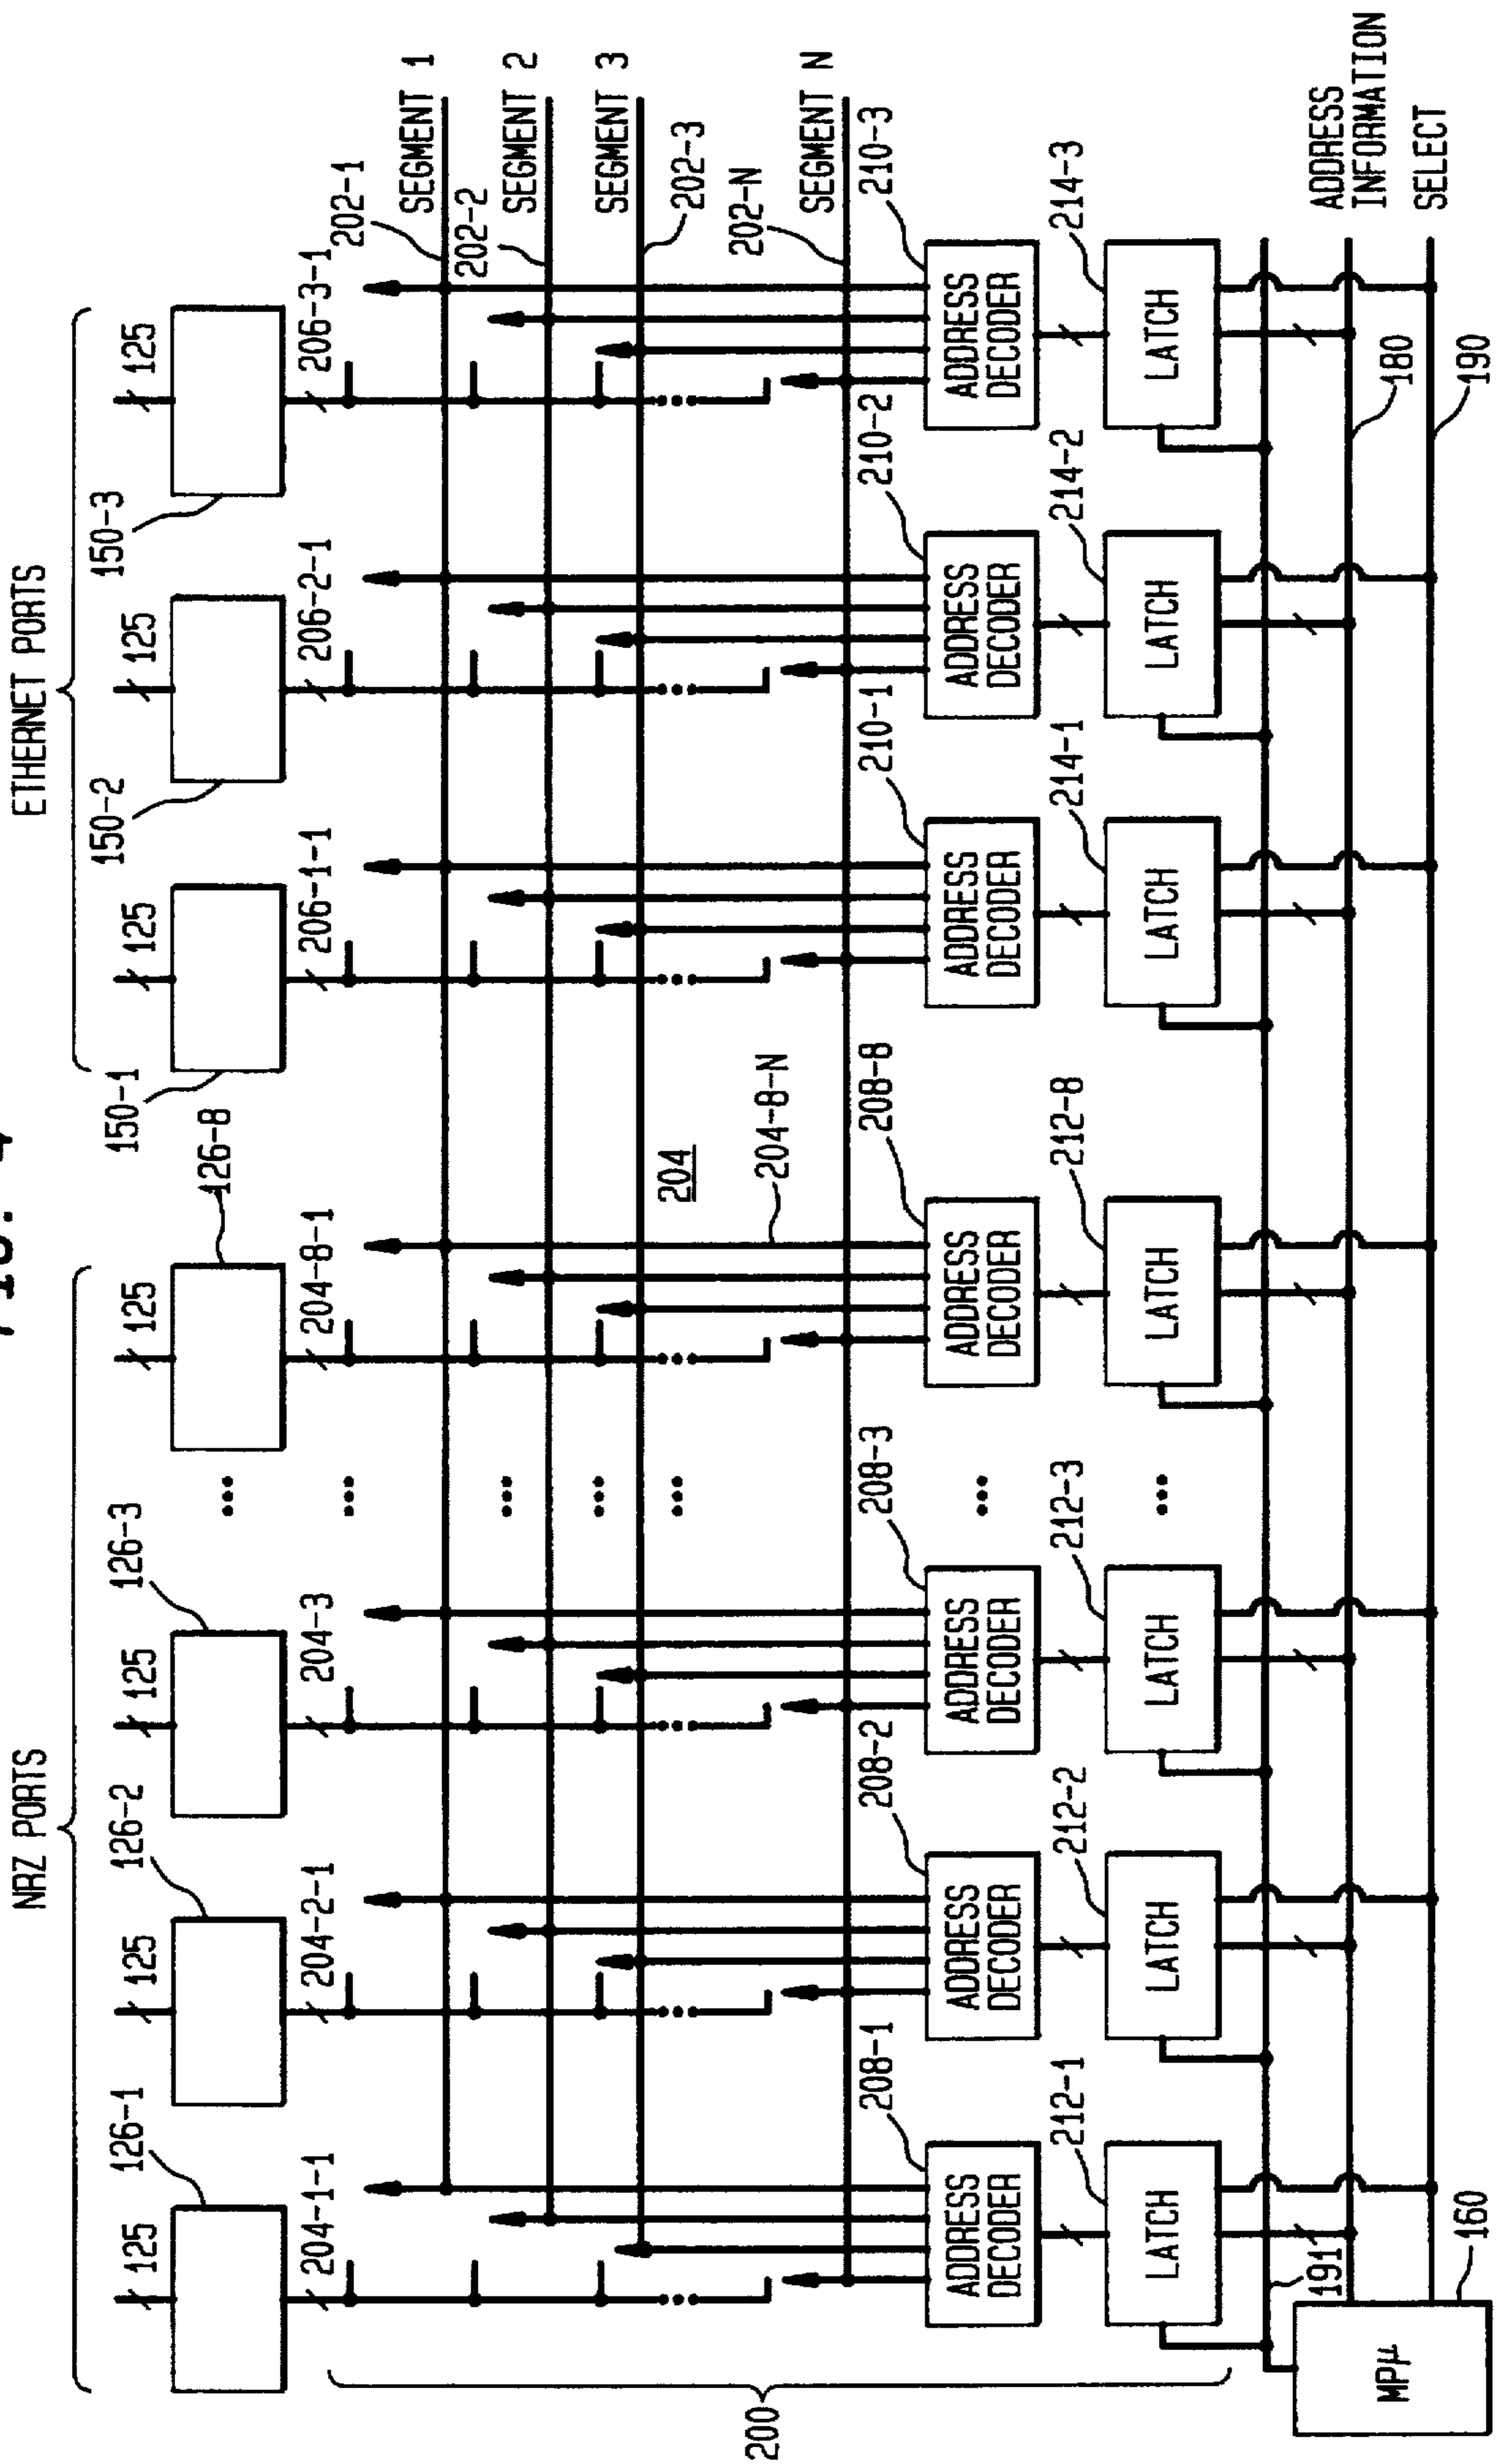 FIG. 4
NRZ PORTS
ETHERNET PORTS
126-1
126-2
126-3
126-8
150-1
150-2
150-3
125
125
125
125
125
125
125
204-1-1
204-2-1
204-3
204-8-1
206-1-1
206-2-1
206-3-1
202-1
SEGMENT 1
202-2
SEGMENT 2
SEGMENT 3
202-3
204
204-8-N
202-N
SEGMENT N
200
208-1
208-2
208-3
208-8
210-1
210-2
210-3
ADDRESS
DECODER
ADDRESS
DECODER
ADDRESS
DECODER
ADDRESS
DECODER
ADDRESS
DECODER
ADDRESS
DECODER
ADDRESS
DECODER
212-1
212-2
212-3
212-8
214-1
214-2
214-3
LATCH
LATCH
LATCH
LATCH
LATCH
LATCH
LATCH
191
180
ADDRESS
INFORMATION
190
SELECT
MPμ
160